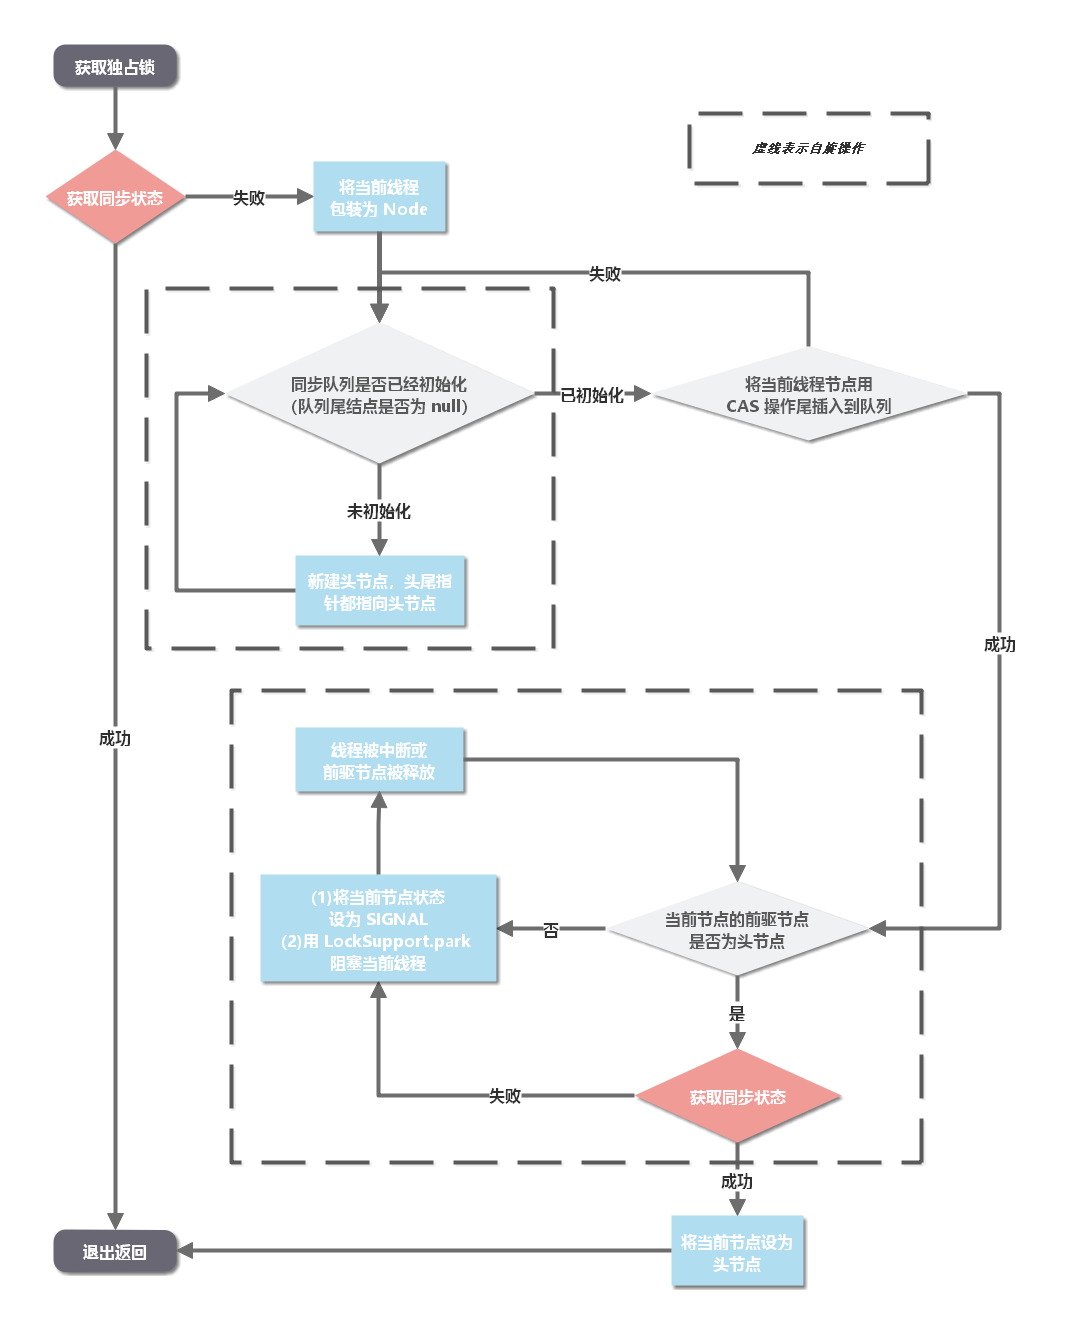 获取独占锁
虚线表示自旋操作
获取同步状态
失败
将当前线程
包装为 Node
失败
同步队列是否已经初始化
(队列尾结点是否为 null)
已初始化
将当前线程节点用
CAS 操作尾插入到队列
未初始化
新建头节点，头尾指
针都指向头节点
成功
成功
线程被中断或
前驱节点被释放
(1)将当前节点状态
设为 SIGNAL
(2)用 LockSupport.park
阻塞当前线程
否
当前节点的前驱节点
是否为头节点
是
失败
获取同步状态
成功
将当前节点设为
头节点
退出返回